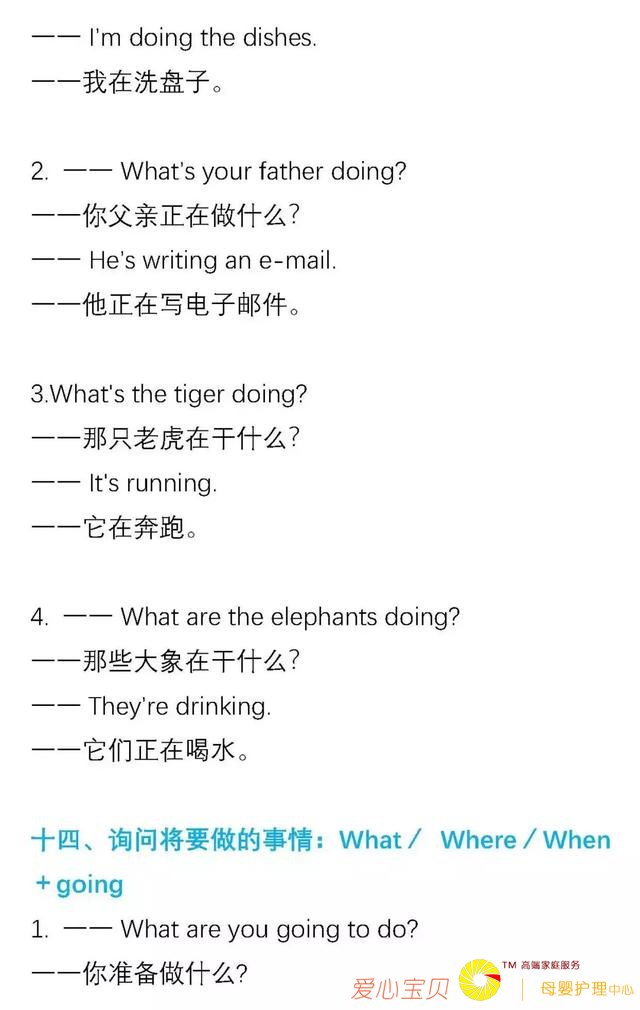 —— I’m doing the dishes.
——我在洗盘子。
2. —— What’s your father doing?
——你父亲正在做什么?
—— He’s writing an e-mail.
——他正在写电子邮件。
3.What's the tiger doing?
——那只老虎在干什么?
—— It's running.
——它在奔跑。
4. —— What are the elephants doing?
——那些大象在干什么?
—— They’re drinking.
——它们正在喝水。
十四、询问将要做的事情：What／ Where／When
＋going
1. —— What are you going to do?
——你准备做什么?
爱心宝贝 TM 高端家庭服务 母婴护理中心